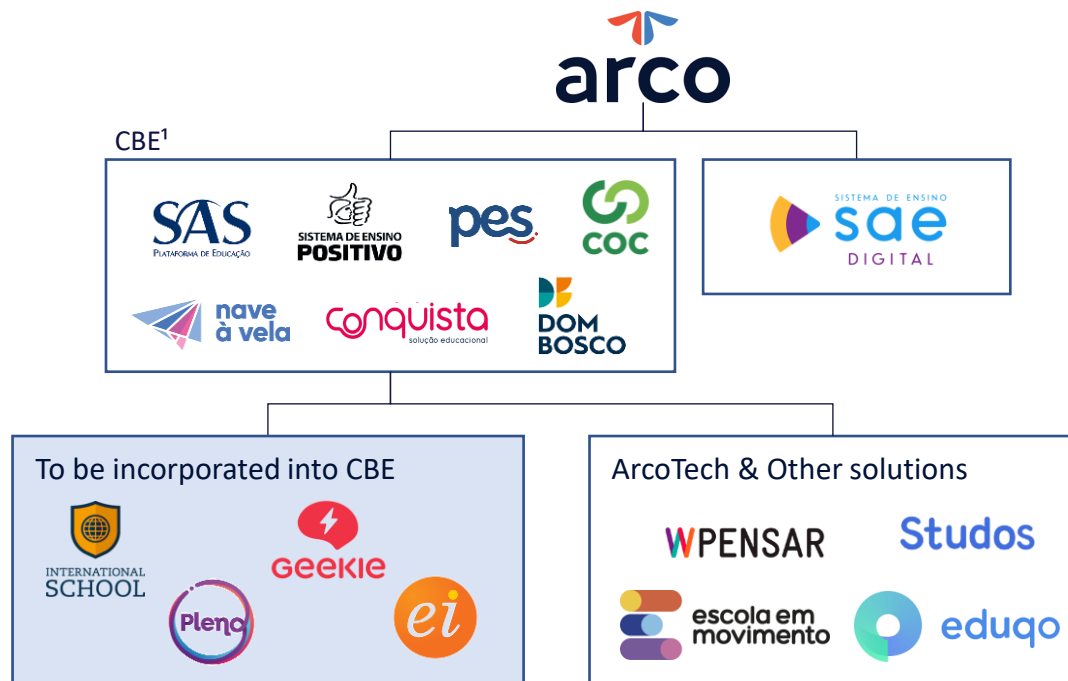 arco
CBE¹
SAS
PLATAFORMA DE EDUCAÇÃO
SISTEMA DE ENSINO
POSITIVO
pes
COC
SISTEMA DE ENSINO
sae
DIGITAL
nave
à vela
conquista
solução educacional
DOM
BOSCO
To be incorporated into CBE
INTERNATIONAL
SCHOOL
GEEKIE
Pleno
ei
ArcoTech & Other solutions
WPENSAR
Studos
escola em
movimento
eduqo